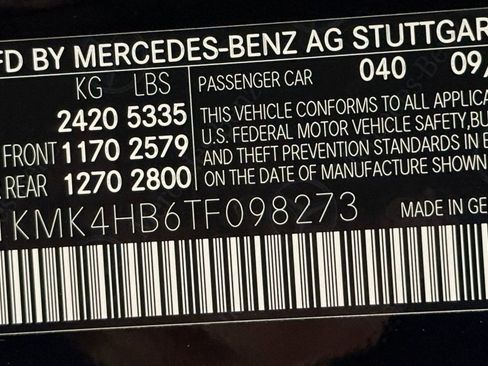 MFD BY MERCEDES-BENZ AG STUTTGAR
KG LBS
2420 5335
FRONT 1170 2579
REAR 1270 2800
PASSENGER CAR 040 09/
THIS VEHICLE CONFORMS TO ALL APPLICA
U.S. FEDERAL MOTOR VEHICLE SAFETY, BU
AND THEFT PREVENTION STANDARDS IN E
ON THE DATE OF MANUFACTURE SHOWN
1KMK4HB6TF098273
MADE IN GE